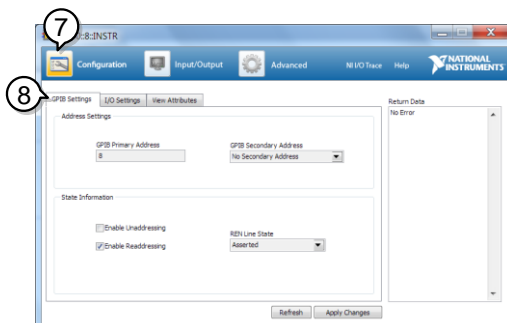 7
::8::INSTR
Configuration Input/Output Advanced NI I/O Trace Help NATIONAL INSTRUMENTS
8
GPIB Settings I/O Settings View Attributes
Return Data
Address Settings
No Error
GPIB Primary Address GPIB Secondary Address
8 No Secondary Address
State Information
Enable Unaddressing
REN Line State
Enable Readdressing
Asserted
Refresh Apply Changes